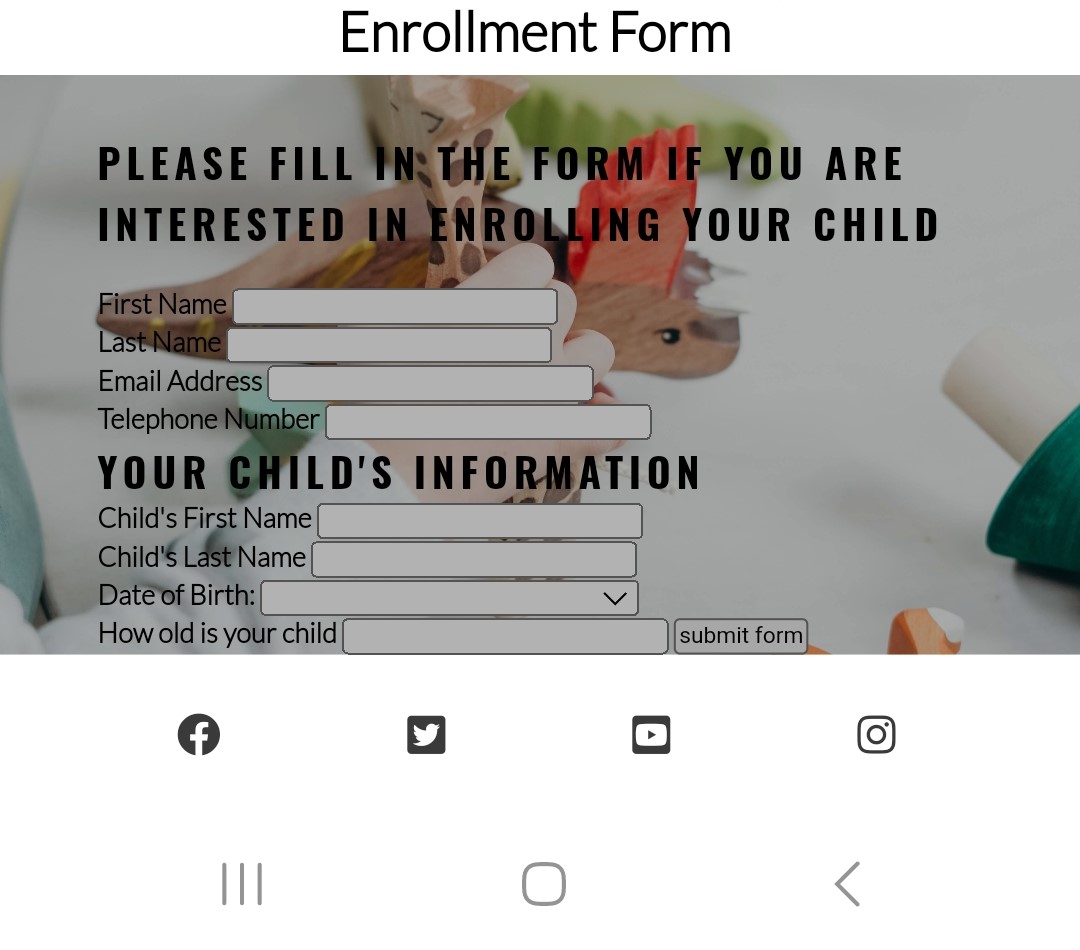 Enrollment Form
PLEASE FILL IN THE FORM IF YOU ARE
INTERESTED IN ENROLLING YOUR CHILD
First Name
Last Name
Email Address
Telephone Number
YOUR CHILD'S INFORMATION
Child's First Name
Child's Last Name
Date of Birth:
How old is your child submit form